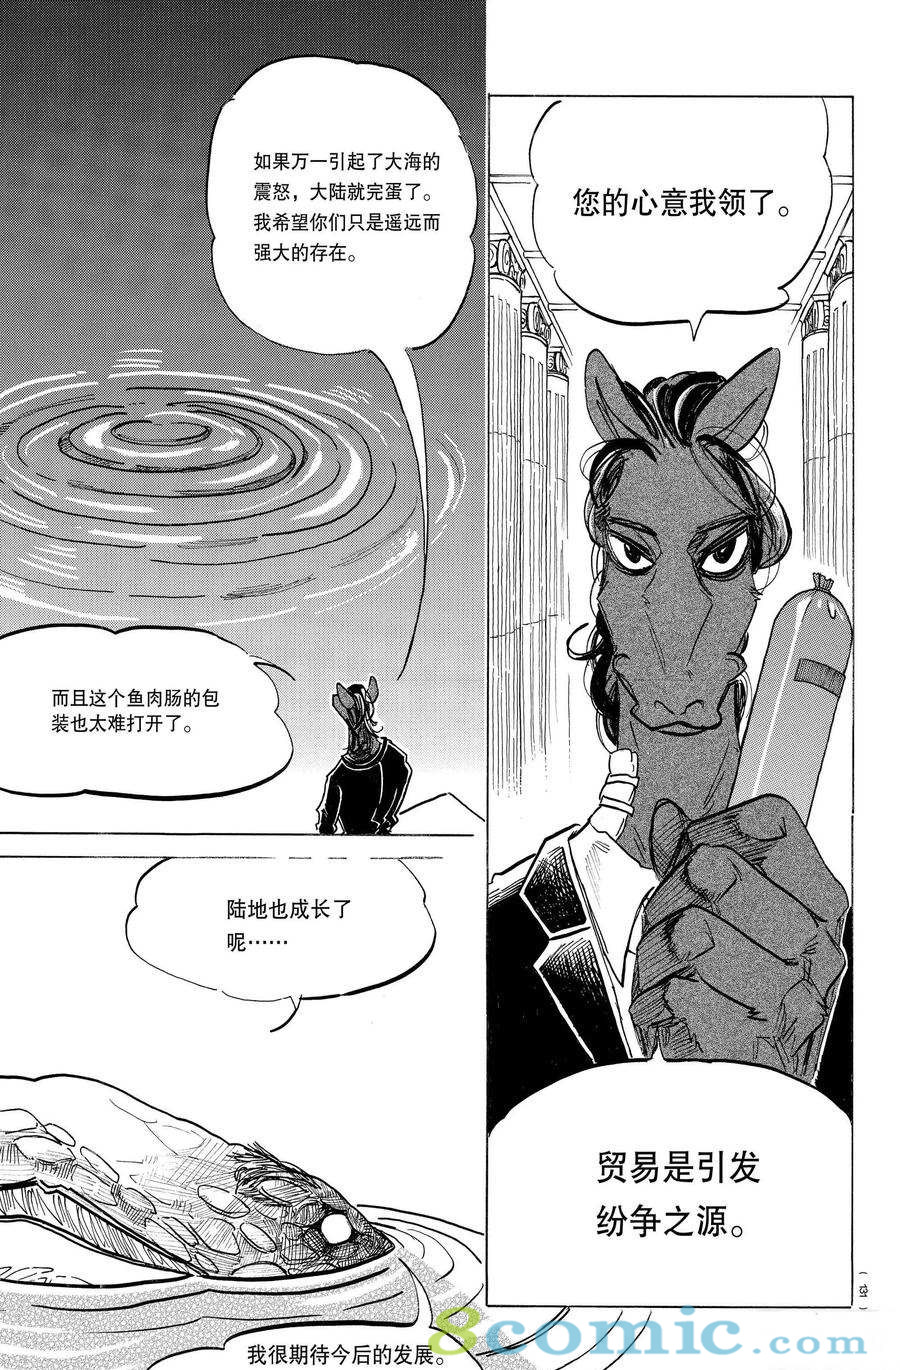 您的心意我领了。
贸易是引发
纷争之源。
如果万一引起了大海的
震怒，大陆就完蛋了。
我希望你们只是遥远而
强大的存在。
而且这个鱼肉肠的包
装也太难打开了。
陆地也成长了
呢……
我很期待今后的发展。
( 131 )
8comic.com